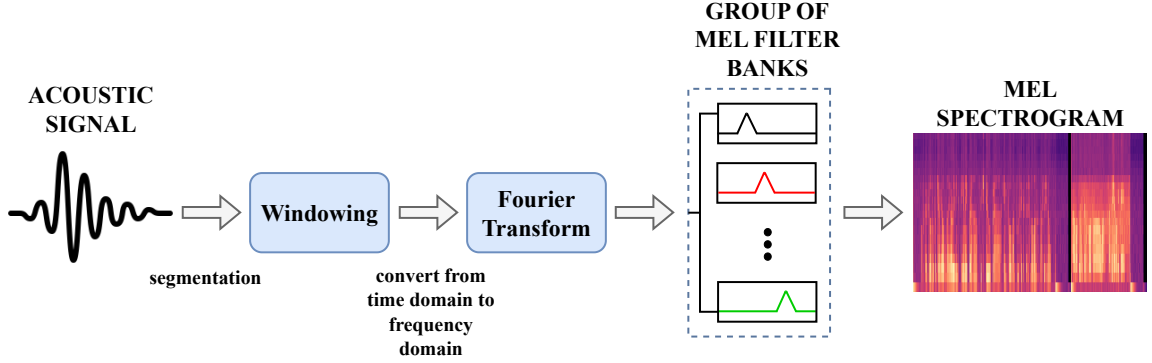 ACOUSTIC
SIGNAL
segmentation
Windowing
convert from
time domain to
frequency
domain
Fourier
Transform
GROUP OF
MEL FILTER
BANKS
MEL
SPECTROGRAM